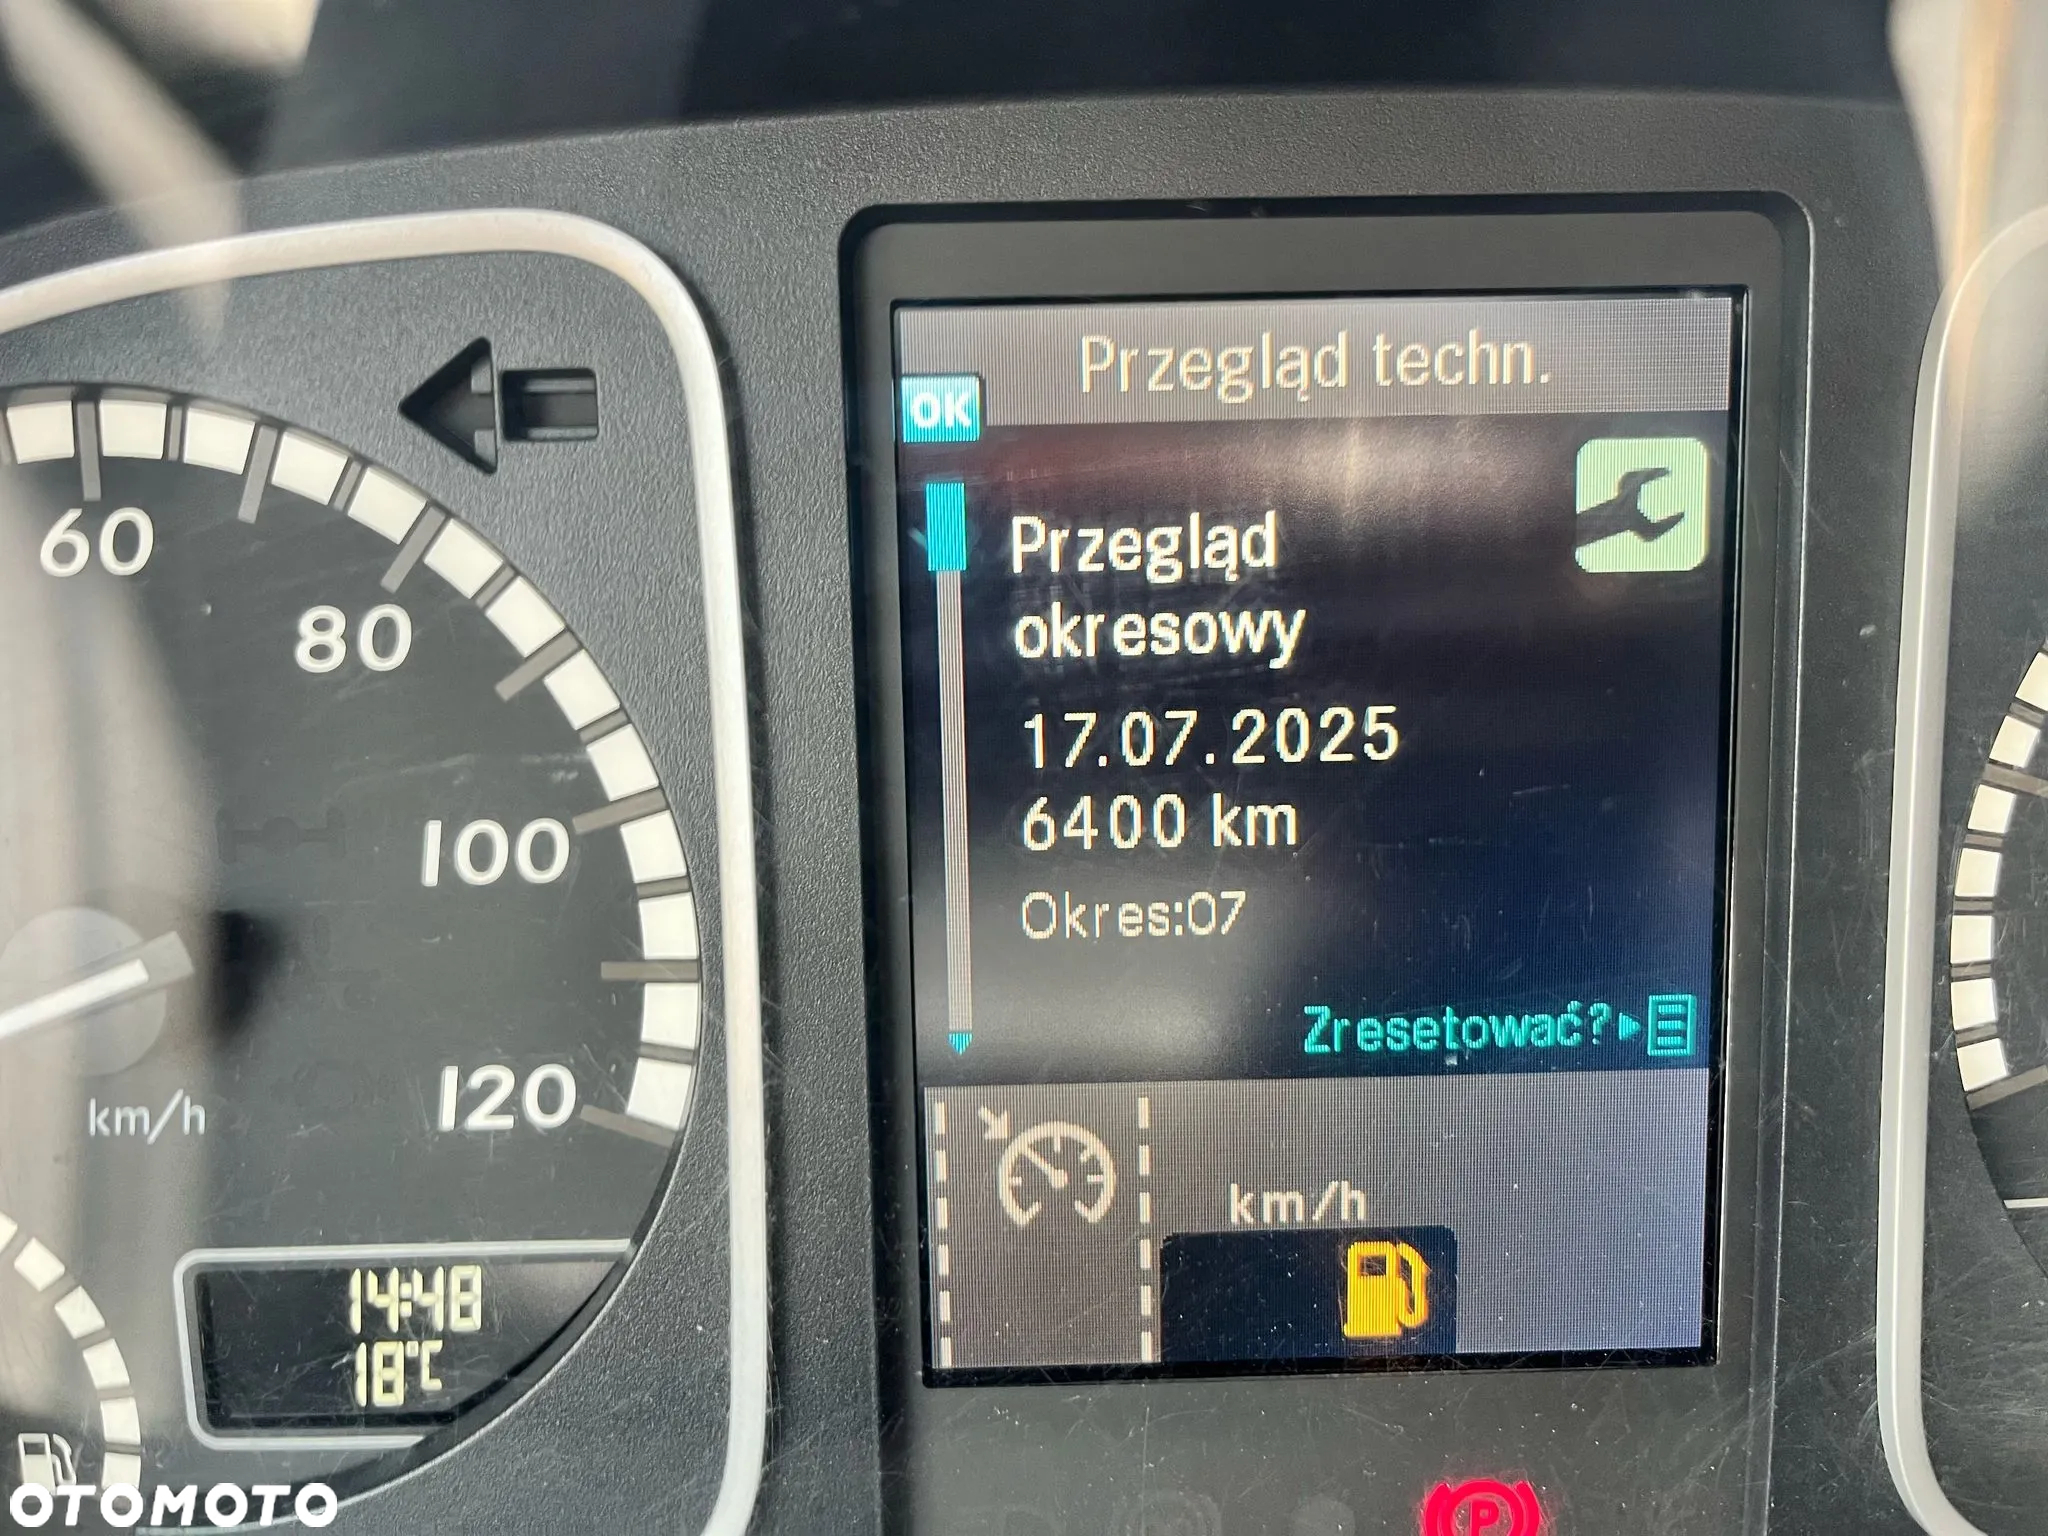 Przegląd techn.
OK
Przegląd
okresowy
17.07.2025
6400 km
Okres:07
Zresetować?
km/h
60
80
100
120
km/h
14:48
18°C
P
OTOMOTO